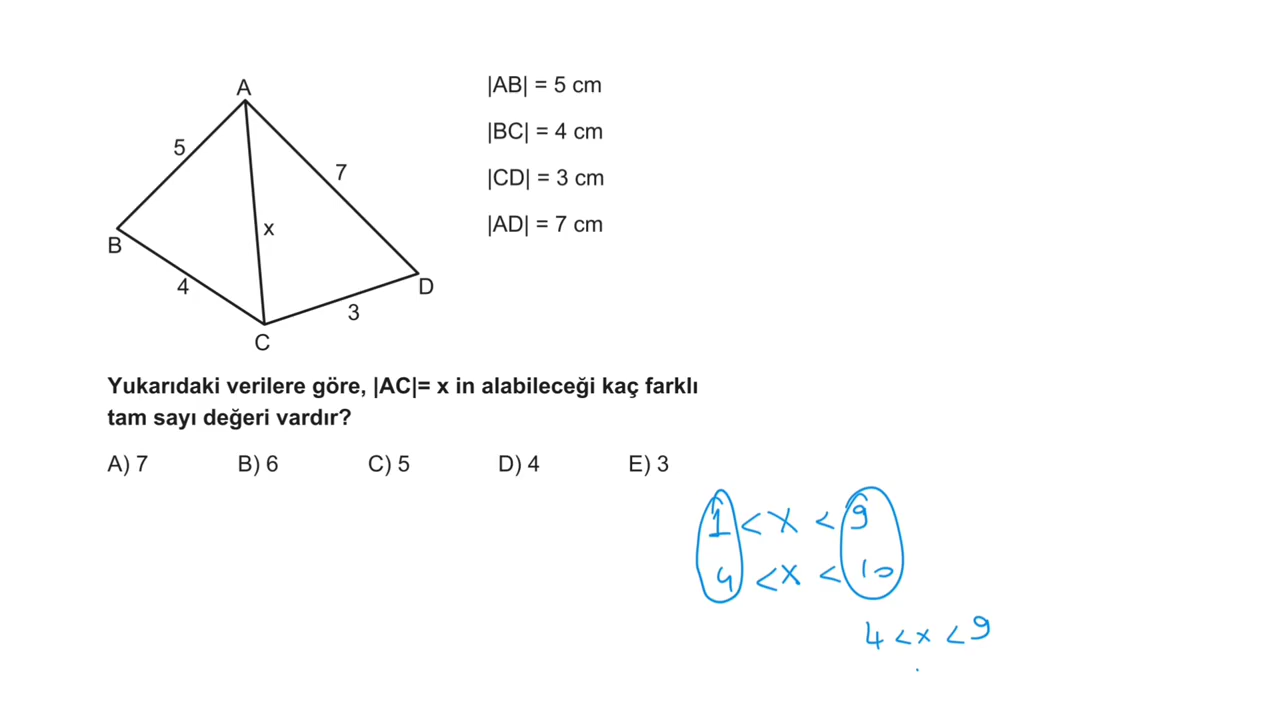 A
5
7
x
B
4
3
D
C
|AB| = 5 cm
|BC| = 4 cm
|CD| = 3 cm
|AD| = 7 cm
Yukarıdaki verilere göre, |AC|= x in alabileceği kaç farklı
tam sayı değeri vardır?
A) 7 B) 6 C) 5 D) 4 E) 3
1 < x < 9
4 < x < 10
4 < x < 9